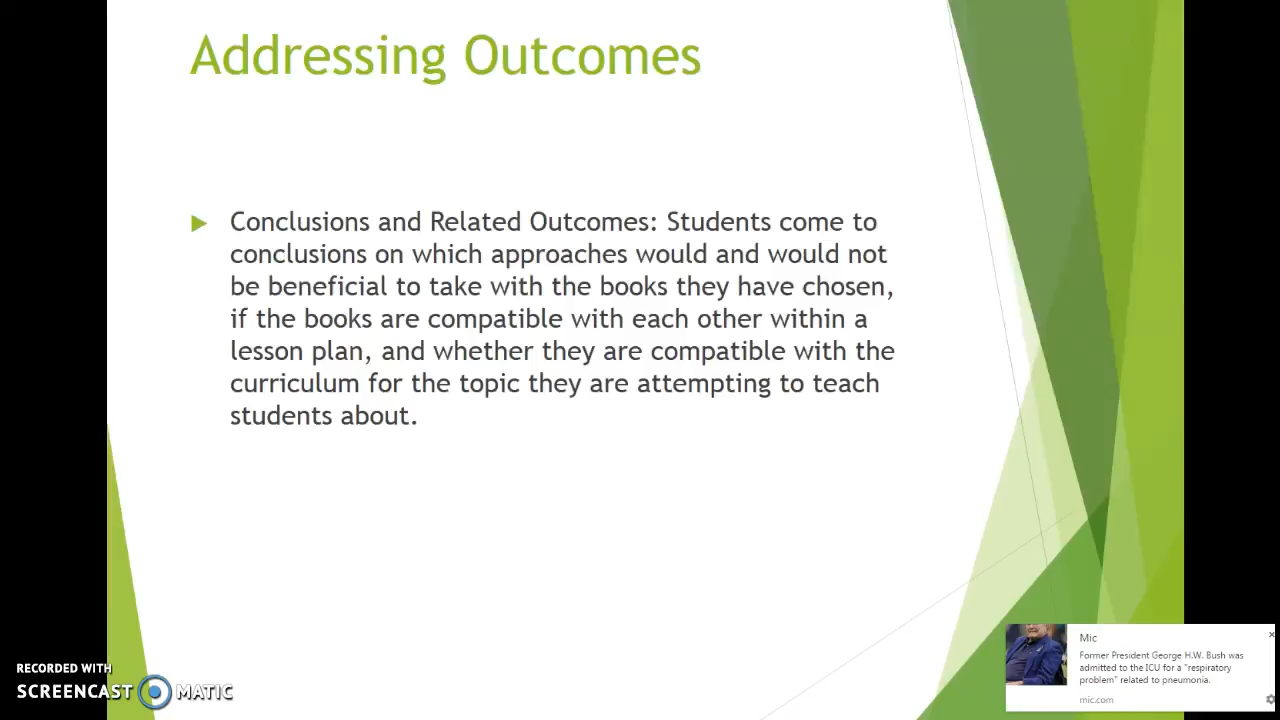 Addressing Outcomes
Conclusions and Related Outcomes: Students come to
conclusions on which approaches would and would not
be beneficial to take with the books they have chosen,
if the books are compatible with each other within a
lesson plan, and whether they are compatible with the
curriculum for the topic they are attempting to teach
students about.
Mic
Former President George H.W. Bush was
admitted to the ICU for a "respiratory
problem" related to pneumonia.
mic.com
RECORDED WITH
SCREENCAST MATIC